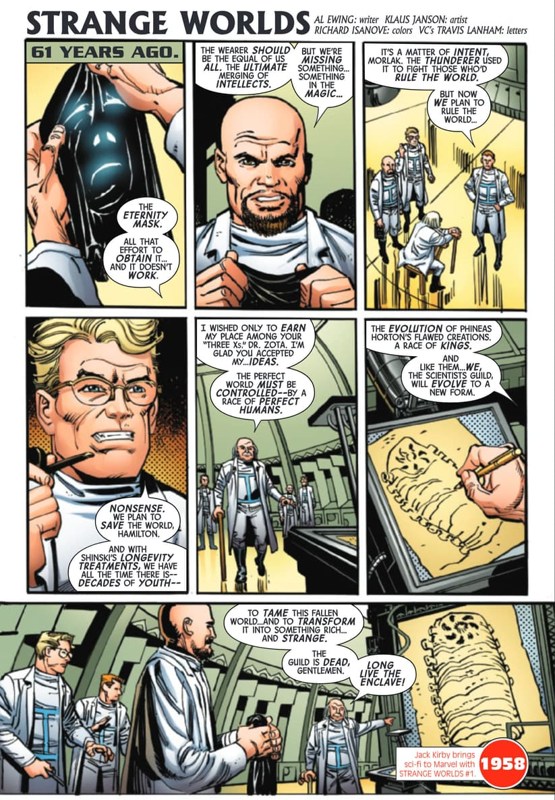 STRANGE WORLDS
AL EWING: writer KLAUS JANSON: artist
RICHARD ISANOVE: colors VC's TRAVIS LANHAM: letters
61 YEARS AGO.
THE
ETERNITY
MASK.
ALL THAT
EFFORT TO
OBTAIN IT...
AND IT DOESN'T
WORK.
THE WEARER SHOULD
BE THE EQUAL OF US
ALL. THE ULTIMATE
MERGING OF
INTELLECTS.
BUT WE'RE
MISSING
SOMETHING...
SOMETHING
IN THE
MAGIC...
IT'S A MATTER OF INTENT,
MORLAK. THE THUNDERER USED
IT TO FIGHT THOSE WHO'D
RULE THE WORLD.
BUT NOW
WE PLAN TO
RULE THE
WORLD...
NONSENSE.
WE PLAN TO
SAVE THE WORLD,
HAMILTON.
AND WITH
SHINSKI'S LONGEVITY
TREATMENTS, WE HAVE
ALL THE TIME THERE IS--
DECADES OF YOUTH--
I WISHED ONLY TO EARN
MY PLACE AMONG YOUR
"THREE Xs," DR. ZOTA. I'M
GLAD YOU ACCEPTED
MY...IDEAS.
THE PERFECT
WORLD MUST BE
CONTROLLED--BY A
RACE OF PERFECT
HUMANS.
THE EVOLUTION OF PHINEAS
HORTON'S FLAWED CREATIONS.
A RACE OF KINGS.
AND
LIKE THEM...WE,
THE SCIENTISTS GUILD,
WILL EVOLVE TO A
NEW FORM.
TO TAME THIS FALLEN
WORLD...AND TO TRANSFORM
IT INTO SOMETHING RICH...
AND STRANGE.
THE
GUILD IS DEAD,
GENTLEMEN.
LONG
LIVE THE
ENCLAVE!
Jack Kirby brings
sci-fi to Marvel with
STRANGE WORLDS #1.
1958